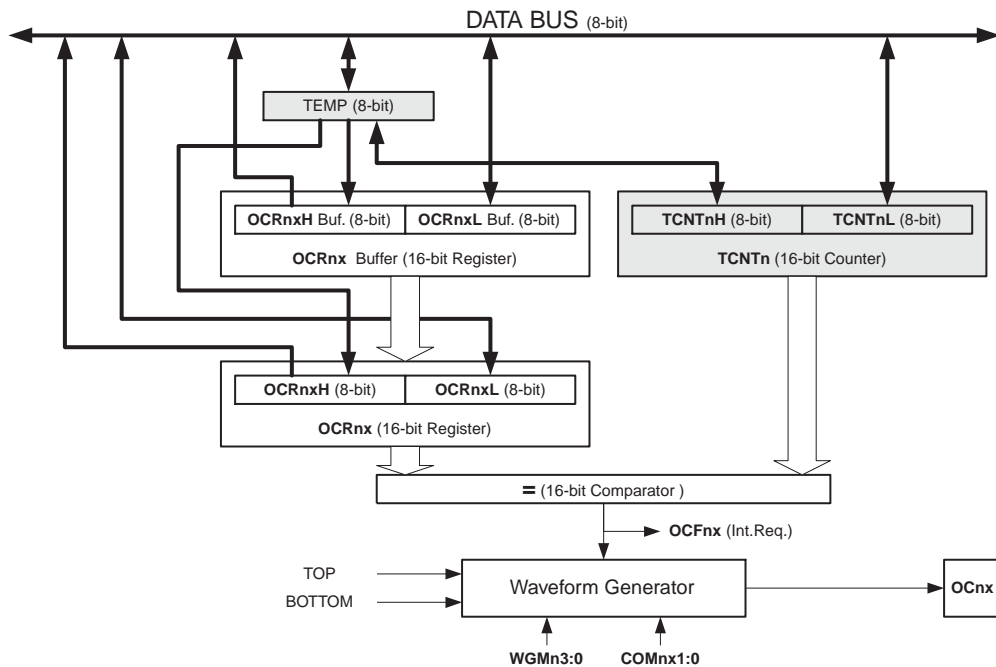 DATA BUS (8-bit)
TEMP (8-bit)
OCRnxH Buf. (8-bit) OCRnxL Buf. (8-bit)
OCRnx Buffer (16-bit Register)
TCNTnH (8-bit) TCNTnL (8-bit)
TCNTn (16-bit Counter)
OCRnxH (8-bit) OCRnxL (8-bit)
OCRnx (16-bit Register)
= (16-bit Comparator )
OCFnx (Int.Req.)
TOP
BOTTOM
Waveform Generator
OCnx
WGMn3:0 COMnx1:0